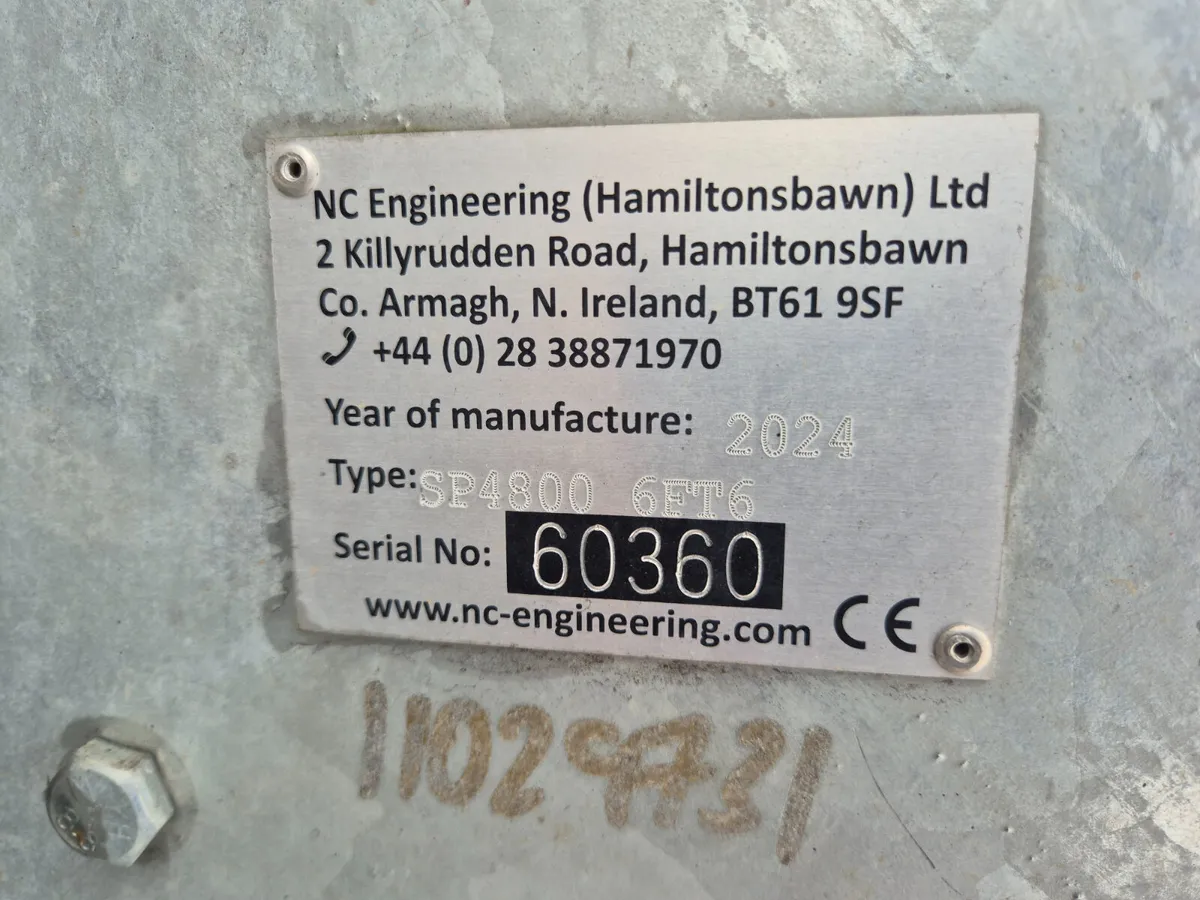 NC Engineering (Hamiltonsbawn) Ltd
2 Killyrudden Road, Hamiltonsbawn
Co. Armagh, N. Ireland, BT61 9SF
+44 (0) 28 38871970
Year of manufacture: 2024
Type: SP4800 6FT6
Serial No: 60360
www.nc-engineering.com CE